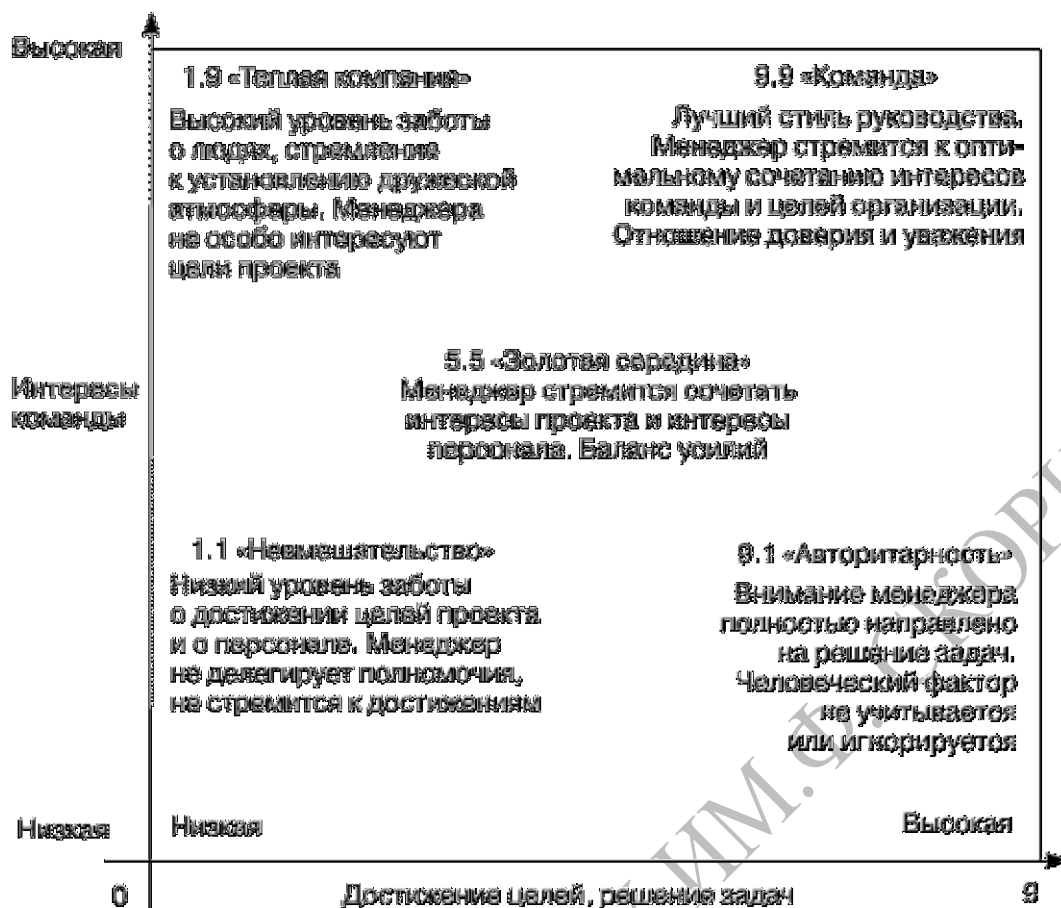 Высокая
1.9 «Теплая компания»
Высокий уровень заботы
о людях, стремление
к установлению дружеской
атмосферы. Менеджера
не особо интересуют
цели проекта
9.9 «Команда»
Лучший стиль руководства.
Менеджер стремится к опти-
мальному сочетанию интересов
команды и целей организации.
Отношение доверия и уважения
Интересы
команды
5.5 «Золотая середина»
Менеджер стремится сочетать
интересы проекта и интересы
персонала. Баланс усилий
1.1 «Невмешательство»
Низкий уровень заботы
о достижении целей проекта
и о персонале. Менеджер
не делегирует полномочия,
не стремится к достижениям
9.1 «Авторитарность»
Внимание менеджера
полностью направлено
на решение задач.
Человеческий фактор
не учитывается
или игнорируется
Низкая
Низкая
Высокая
0
Достижение целей, решение задач
9
ИМ. Ф. СКОРИ